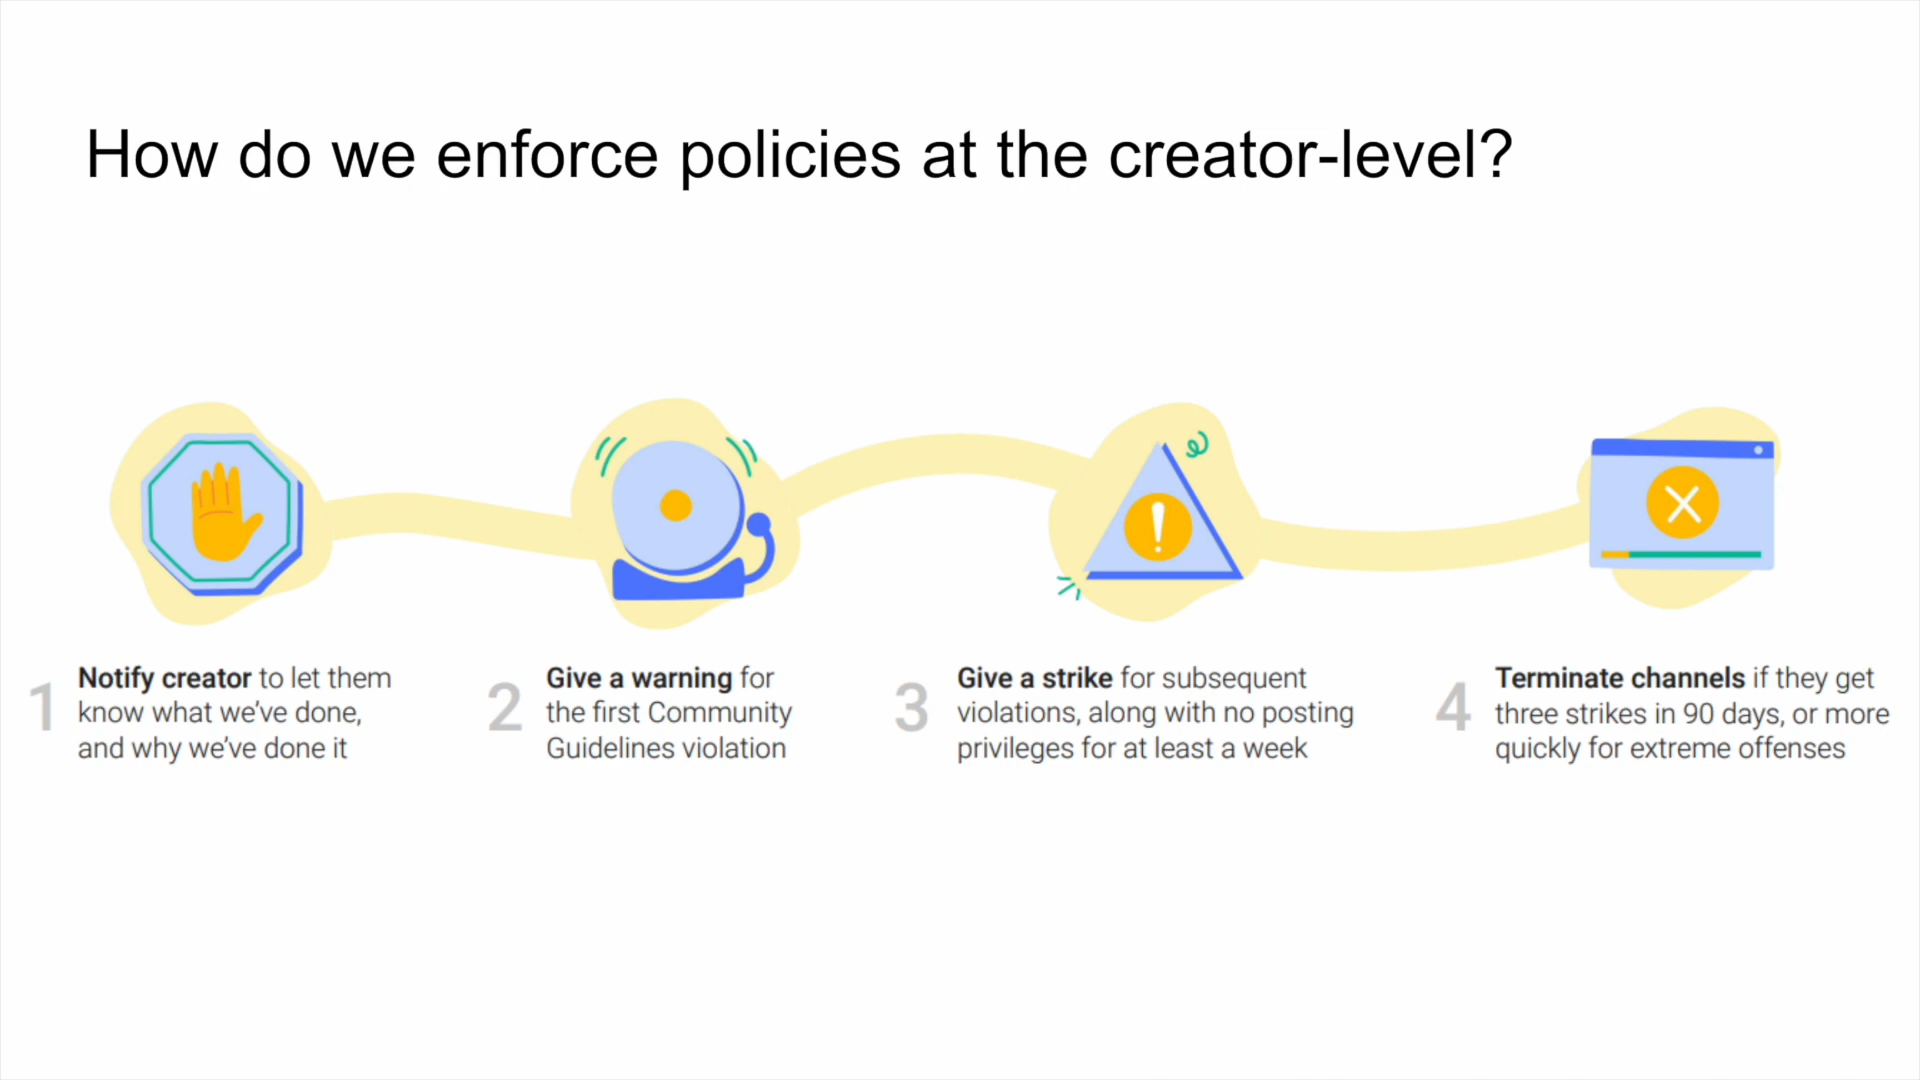 How do we enforce policies at the creator-level?
1
Notify creator to let them
know what we've done,
and why we've done it
2
Give a warning for
the first Community
Guidelines violation
3
Give a strike for subsequent
violations, along with no posting
privileges for at least a week
4
Terminate channels if they get
three strikes in 90 days, or more
quickly for extreme offenses